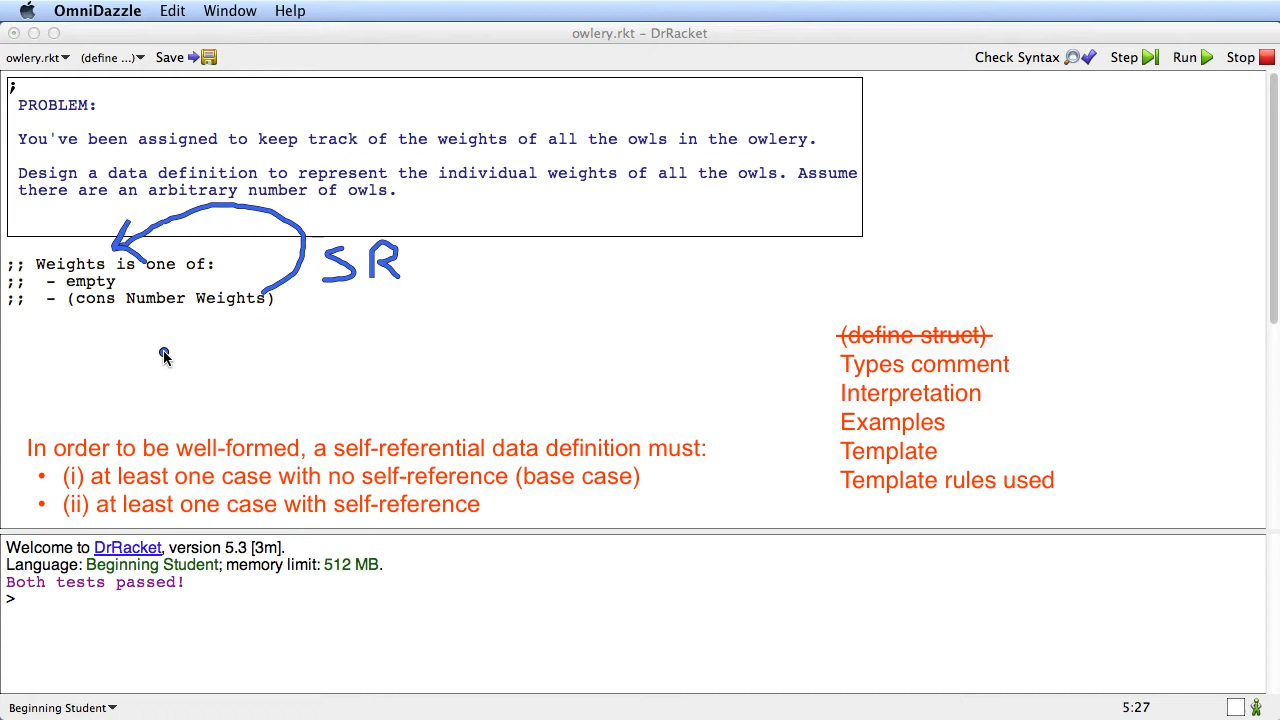 OmniDazzle Edit Window Help
owlery.rkt – DrRacket
owlery.rkt▾ (define ...)▾ Save Check Syntax Step Run Stop
;
PROBLEM:
You've been assigned to keep track of the weights of all the owls in the owlery.
Design a data definition to represent the individual weights of all the owls. Assume
there are an arbitrary number of owls.
SR
;; Weights is one of:
;;  - empty
;;  - (cons Number Weights)
(define struct)
Types comment
Interpretation
Examples
Template
Template rules used
In order to be well-formed, a self-referential data definition must:
• (i) at least one case with no self-reference (base case)
• (ii) at least one case with self-reference
Welcome to DrRacket, version 5.3 [3m].
Language: Beginning Student; memory limit: 512 MB.
Both tests passed!
>
Beginning Student▾ 5:27